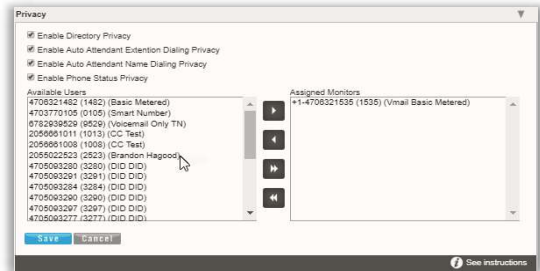 Privacy
Enable Directory Privacy
Enable Auto Attendant Extention Dialing Privacy
Enable Auto Attendant Name Dialing Privacy
Enable Phone Status Privacy
Available Users
4706321482 (1482) (Basic Metered)
4703770105 (0105) (Smart Number)
6782939529 (9529) (Voicemail Only TN)
2056661011 (1013) (CC Test)
2056661008 (1008) (CC Test)
2055022523 (2523) (Brandon Hagood)
4705093280 (3280) (DID DID)
4705093291 (3291) (DID DID)
4705093284 (3284) (DID DID)
4705093290 (3290) (DID DID)
4705093297 (3297) (DID DID)
4705093277 (3277) (DID DID)
Assigned Monitors
+1-4706321535 (1535) (Vmail Basic Metered)
Save Cancel
See instructions